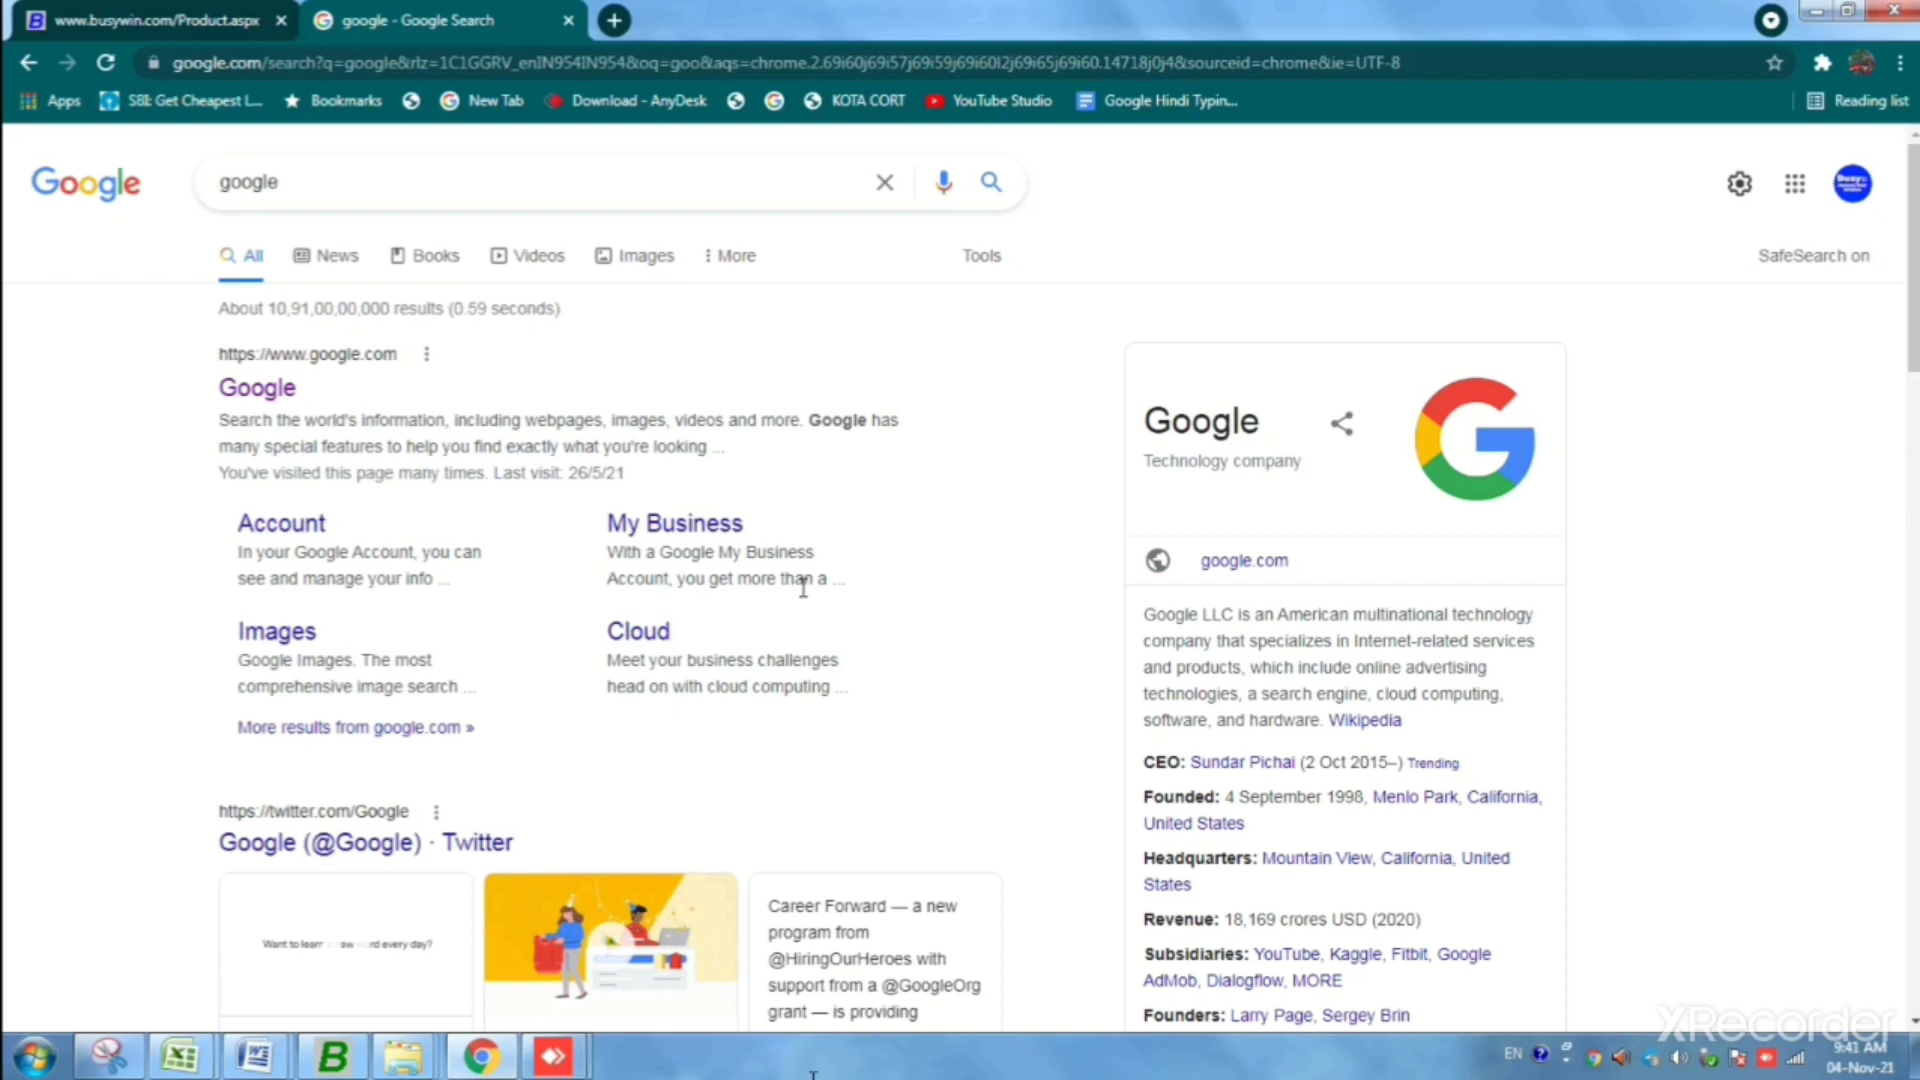 www.busywin.com/Product.aspx
google - Google Search
google.com/search?q=google&rlz=1C1GGRV_enIN954IN954&oq=goo&aqs=chrome.2.69i60j69i57j69i59j69i60l2j69i65j69i60.14718j0j4&sourceid=chrome&ie=UTF-8
Apps
SBI: Get Cheapest L...
Bookmarks
New Tab
Download - AnyDesk
KOTA CORT
YouTube Studio
Google Hindi Typin...
Reading list
Google
google
Busy
All
News
Books
Videos
Images
More
Tools
SafeSearch on
About 10,91,00,00,000 results (0.59 seconds)
https://www.google.com
Google
Search the world's information, including webpages, images, videos and more. Google has
many special features to help you find exactly what you're looking ...
You've visited this page many times. Last visit: 26/5/21
Account
In your Google Account, you can
see and manage your info ...
My Business
With a Google My Business
Account, you get more than a ...
Images
Google Images. The most
comprehensive image search ...
Cloud
Meet your business challenges
head on with cloud computing ...
More results from google.com »
https://twitter.com/Google
Google (@Google) · Twitter
Want to learn every day?
Career Forward — a new
program from
@HiringOurHeroes with
support from a @GoogleOrg
grant — is providing
Google
Technology company
google.com
Google LLC is an American multinational technology
company that specializes in Internet-related services
and products, which include online advertising
technologies, a search engine, cloud computing,
software, and hardware. Wikipedia
CEO: Sundar Pichai (2 Oct 2015–) Trending
Founded: 4 September 1998, Menlo Park, California,
United States
Headquarters: Mountain View, California, United
States
Revenue: 18,169 crores USD (2020)
Subsidiaries: YouTube, Kaggle, Fitbit, Google
AdMob, Dialogflow, MORE
Founders: Larry Page, Sergey Brin
XRecorder
EN
9:41 AM
04-Nov-21